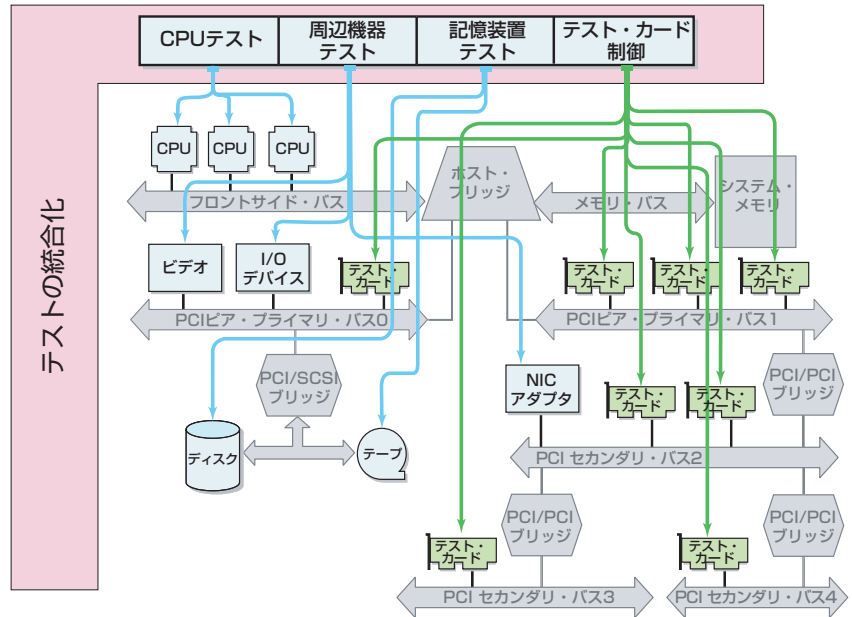 CPUテスト
周辺機器
テスト
記憶装置
テスト
テスト・カード
制御
テストの統合化
CPU
CPU
CPU
ホスト・
ブリッジ
システム・
メモリ
フロントサイド・バス
メモリ・バス
ビデオ
I/O
デバイス
テスト・
カード
テスト・
カード
テスト・
カード
テスト・
カード
PCIピア・プライマリ・バス0
PCIピア・プライマリ・バス1
PCI/SCSI
ブリッジ
NIC
アダプタ
テスト・
カード
テスト・
カード
PCI/PCI
ブリッジ
ディスク
テープ
PCI セカンダリ・バス2
PCI/PCI
ブリッジ
PCI/PCI
ブリッジ
テスト・
カード
テスト・
カード
PCI セカンダリ・バス3
PCI セカンダリ・バス4